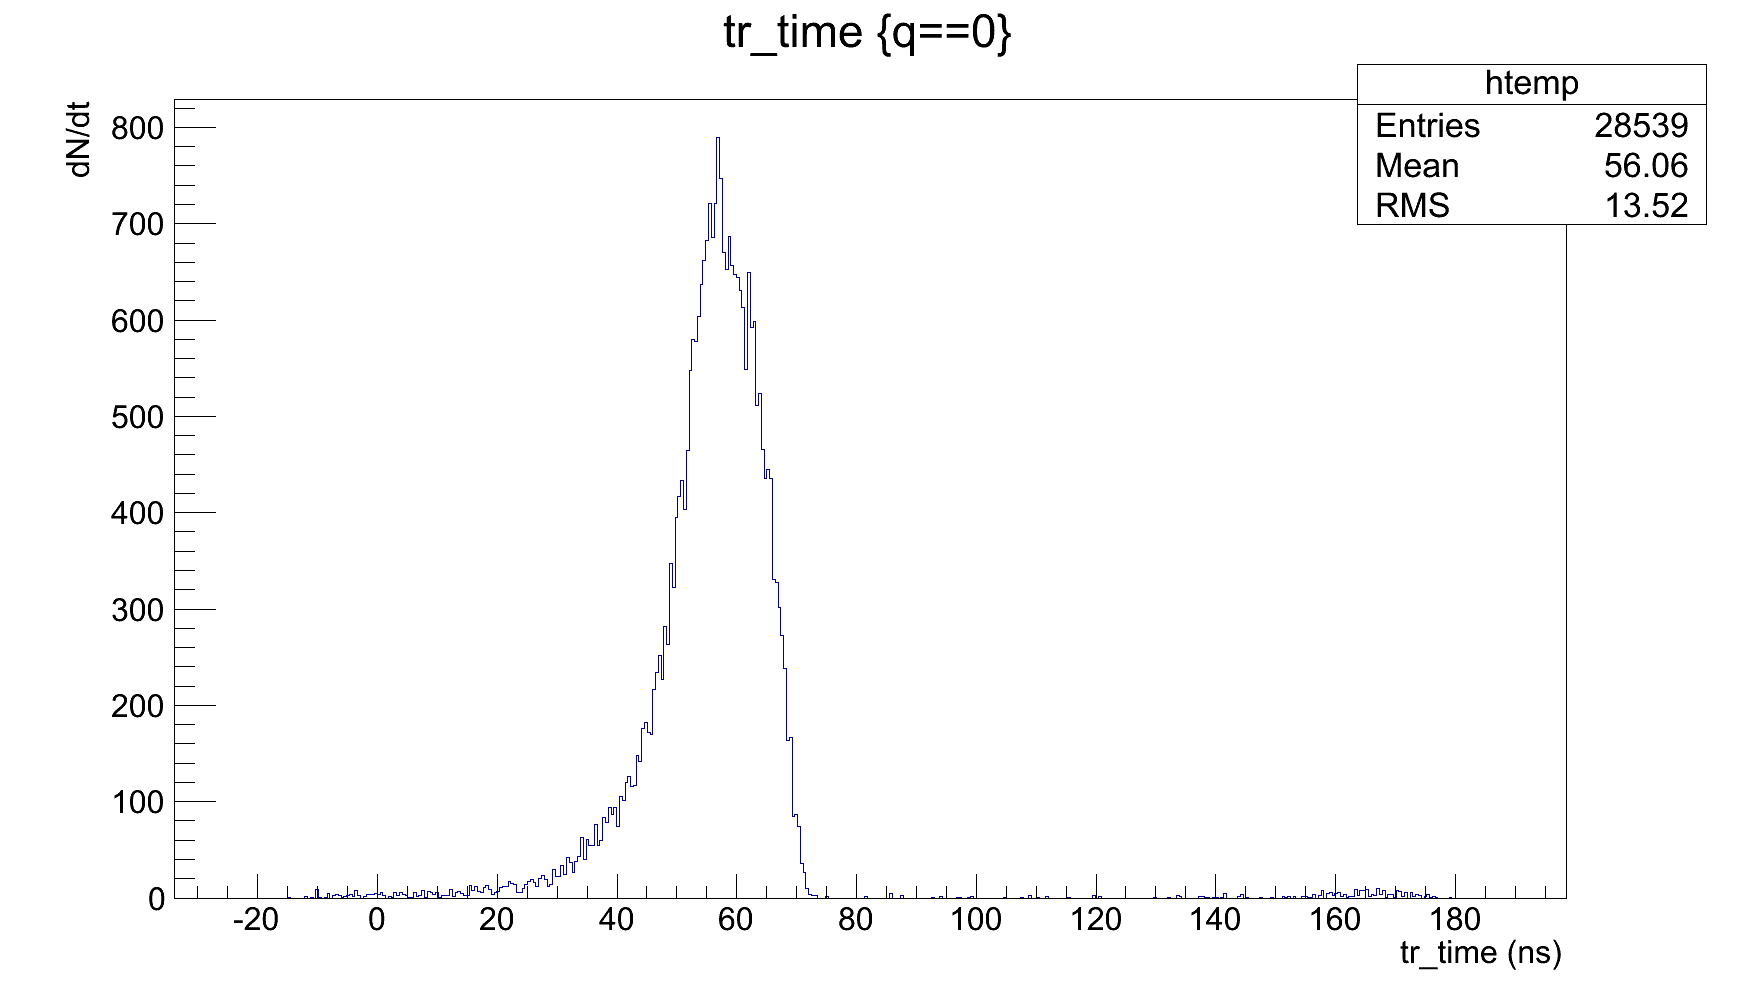 tr_time {q==0}
htemp
Entries 28539
Mean 56.06
RMS 13.52
dN/dt
800
700
600
500
400
300
200
100
0
-20 0 20 40 60 80 100 120 140 160 180
tr_time (ns)